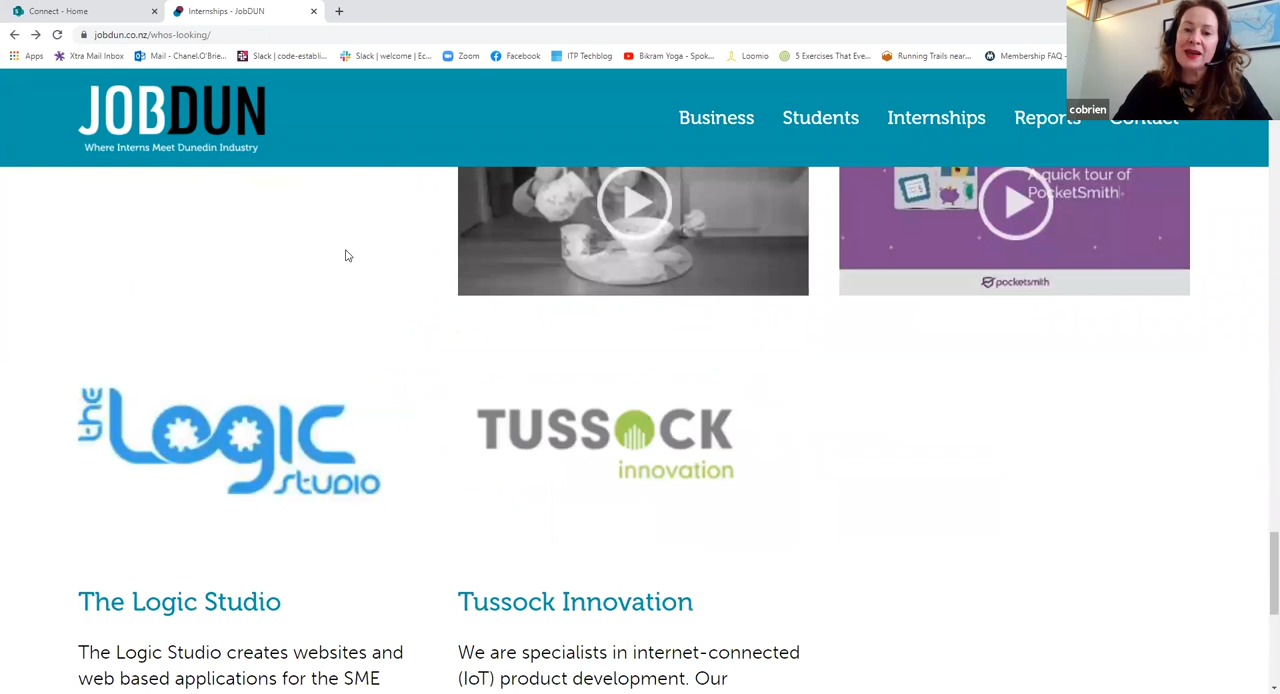 Connect - Home
Internships - JobDUN
jobdun.co.nz/whos-looking/
Apps
Xtra Mail Inbox
Mail - Chanel.O'Brie...
Slack | code-establi...
Slack | welcome | Ec...
Zoom
Facebook
ITP Techblog
Bikram Yoga - Spok...
Loomio
5 Exercises That Eve...
Running Trails near...
Membership FAQ -
cobrien
JOBDUN
Where Interns Meet Dunedin Industry
Business
Students
Internships
Reports
Contact
A quick tour of
PocketSmith
pocketsmith
the Logic
studio
TUSSOCK
innovation
The Logic Studio
The Logic Studio creates websites and
web based applications for the SME
Tussock Innovation
We are specialists in internet-connected
(IoT) product development. Our